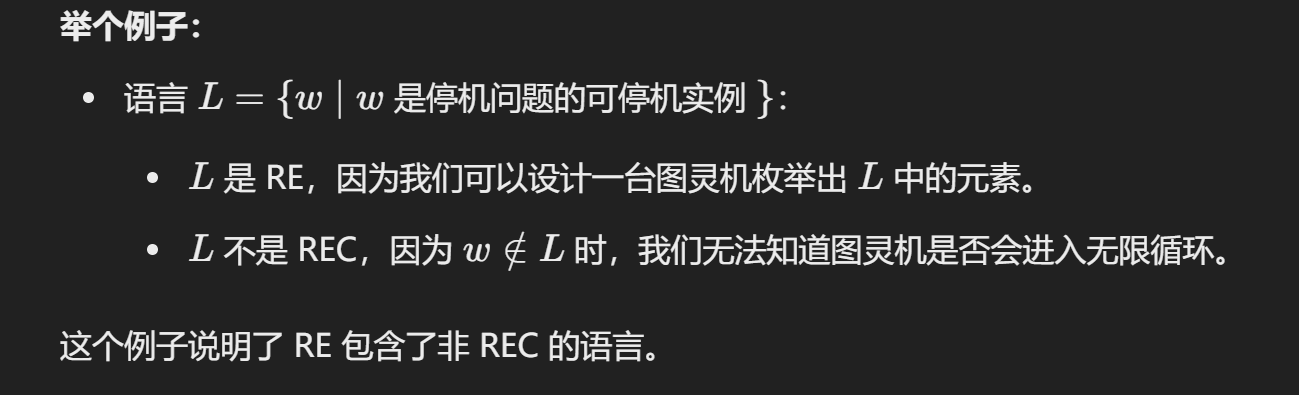 举个例子：
• 语言 L = {w | w 是停机问题的可停机实例 }：
• L 是 RE，因为我们可以设计一台图灵机枚举出 L 中的元素。
• L 不是 REC，因为 w ∉ L 时，我们无法知道图灵机是否会进入无限循环。
这个例子说明了 RE 包含了非 REC 的语言。